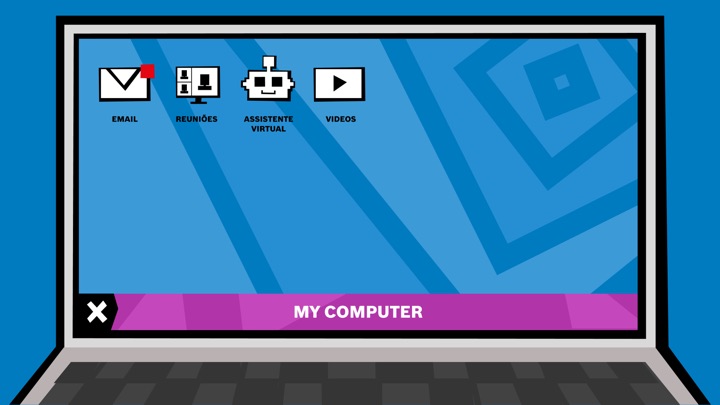 EMAIL
REUNIÕES
ASSISTENTE
VIRTUAL
VIDEOS
MY COMPUTER